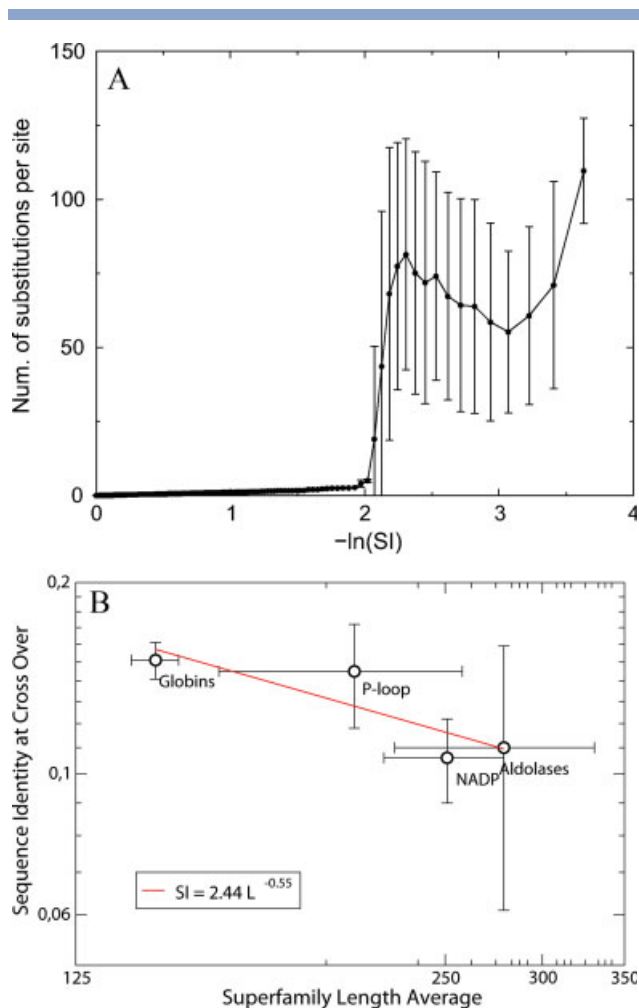 A
150
100
50
0
Num. of substitutions per site
0 1 2 3 4
−ln(SI)
B
0,2
0,1
0,06
Sequence Identity at Cross Over
Globins
P-loop
NADP
Aldolases
SI = 2.44 L^-0.55
125 250 300 350
Superfamily Length Average